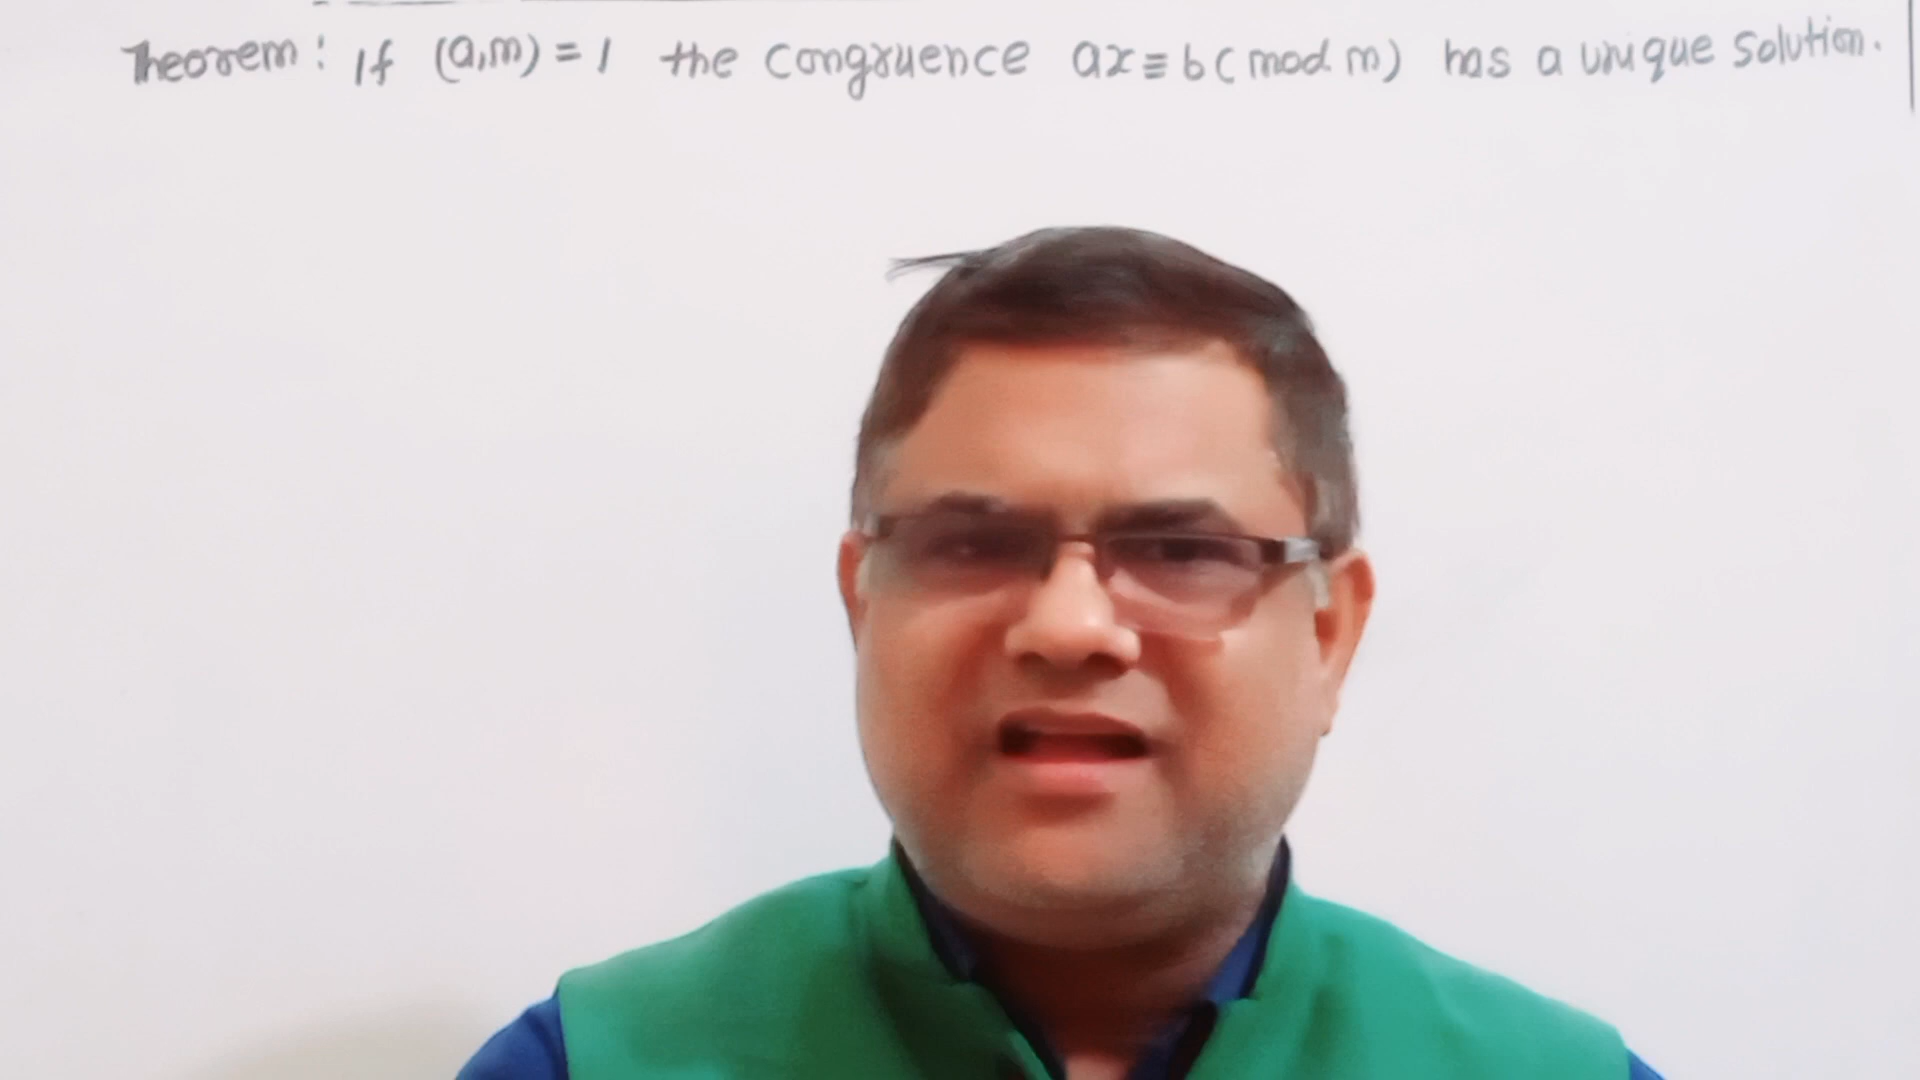 Theorem : If (a,m) = 1 the congruence ax ≡ b ( mod m) has a unique solution.